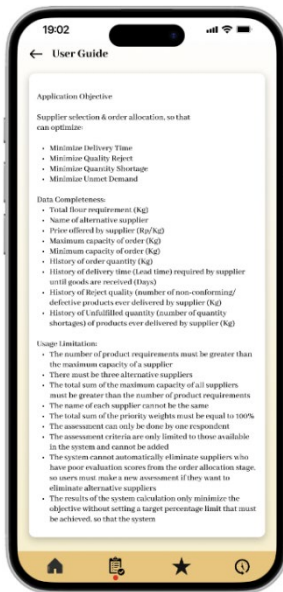 19:02
← User Guide
Application Objective
Supplier selection & order allocation, so that
can optimize:
• Minimize Delivery Time
• Minimize Quality Reject
• Minimize Quantity Shortage
• Minimize Unmet Demand
Data Completeness:
• Total flour requirement (Kg)
• Name of alternative supplier
• Price offered by supplier (Rp/Kg)
• Maximum capacity of order (Kg)
• Minimum capacity of order (Kg)
• History of order quantity (Kg)
• History of delivery time (Lead time) required by supplier
until goods are received (Days)
• History of Reject quality (number of non-conforming/
defective products ever delivered by supplier (Kg)
• History of Unfulfilled quantity (number of quantity
shortages) of products ever delivered by supplier (Kg)
Usage Limitation:
• The number of product requirements must be greater than
the maximum capacity of a supplier
• There must be three alternative suppliers
• The total sum of the maximum capacity of all suppliers
must be greater than the number of product requirements
• The name of each supplier cannot be the same
• The total sum of the priority weights must be equal to 100%
• The assessment can only be done by one respondent
• The assessment criteria are only limited to those available
in the system and cannot be added
• The system cannot automatically eliminate suppliers who
have poor evaluation scores from the order allocation stage,
so users must make a new assessment if they want to
eliminate alternative suppliers
• The results of the system calculation only minimize the
objective without setting a target percentage limit that must
be achieved, so that the system